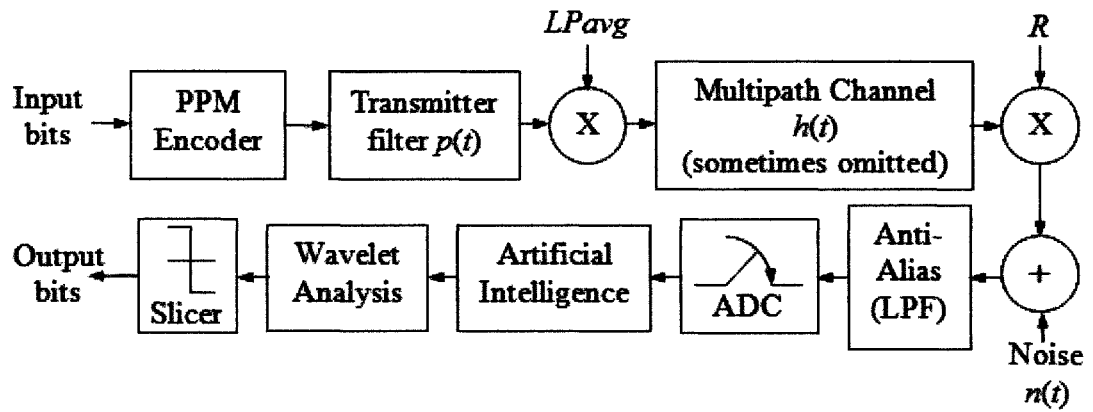 LPavg
R
Input
bits
PPM
Encoder
Transmitter
filter p(t)
X
Multipath Channel
h(t)
(sometimes omitted)
X
Output
bits
Slicer
Wavelet
Analysis
Artificial
Intelligence
ADC
Anti-
Alias
(LPF)
+
Noise
n(t)